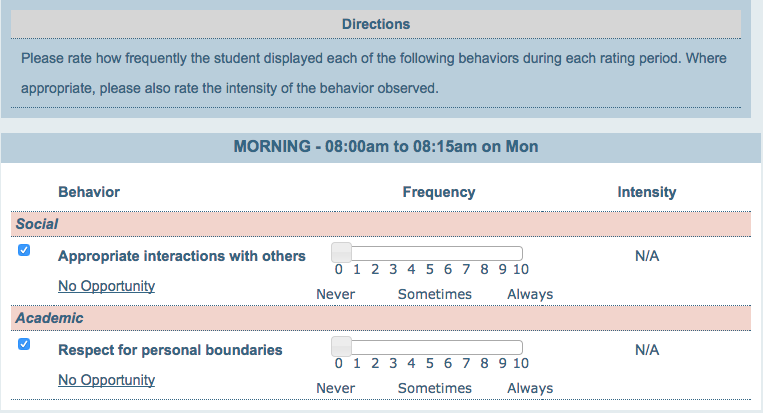 Directions
Please rate how frequently the student displayed each of the following behaviors during each rating period. Where
appropriate, please also rate the intensity of the behavior observed.
MORNING - 08:00am to 08:15am on Mon
Behavior Frequency Intensity
Social
Appropriate interactions with others N/A
0 1 2 3 4 5 6 7 8 9 10
No Opportunity
Never Sometimes Always
Academic
Respect for personal boundaries N/A
0 1 2 3 4 5 6 7 8 9 10
No Opportunity
Never Sometimes Always